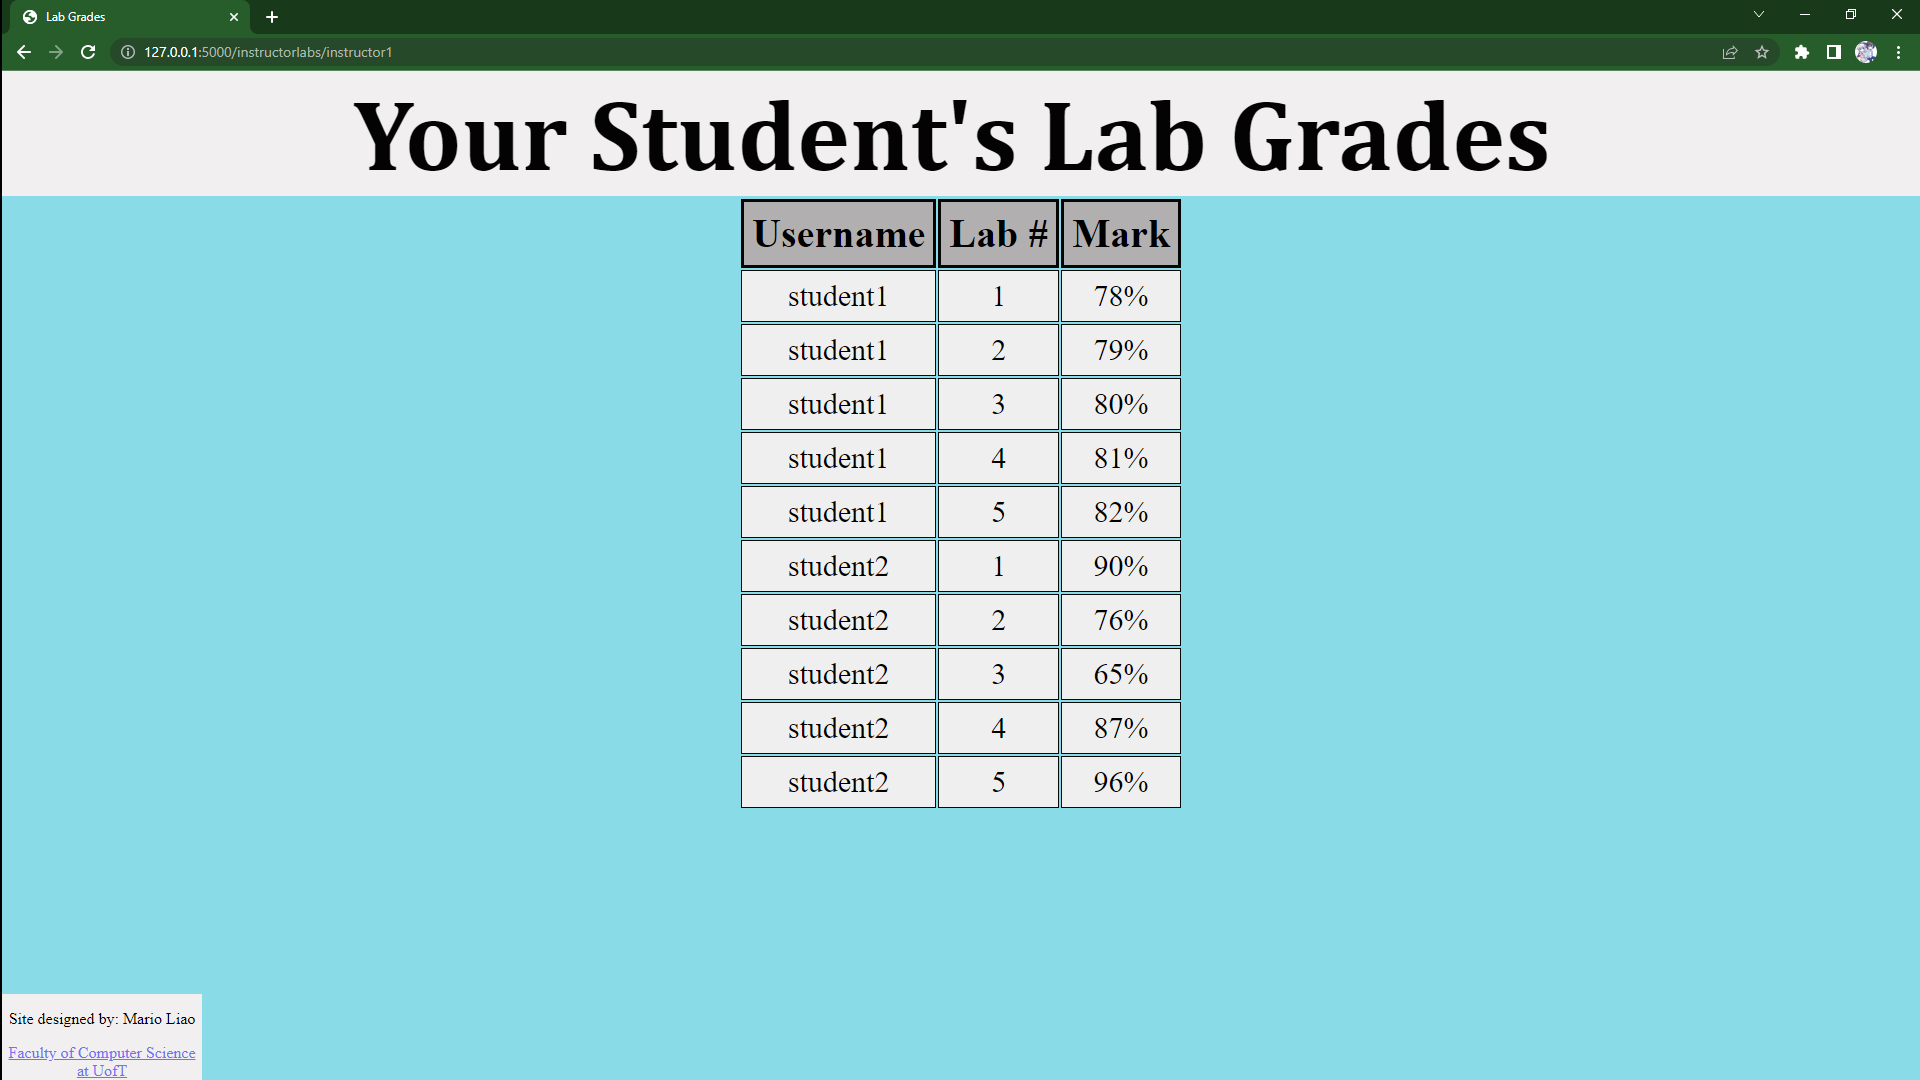 Lab Grades
127.0.0.1:5000/instructorlabs/instructor1
Your Student's Lab Grades
Username Lab # Mark
student1 1 78%
student1 2 79%
student1 3 80%
student1 4 81%
student1 5 82%
student2 1 90%
student2 2 76%
student2 3 65%
student2 4 87%
student2 5 96%
Site designed by: Mario Liao
Faculty of Computer Science
at UofT